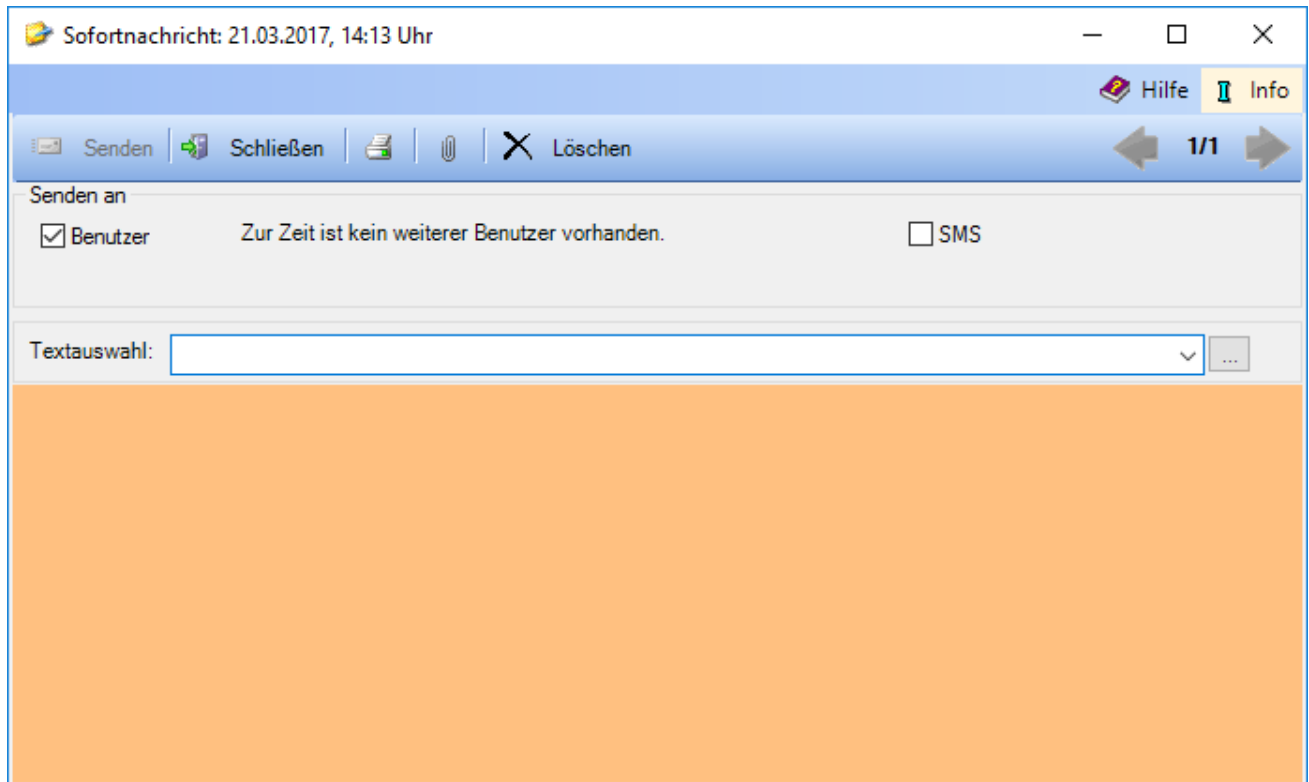 Sofortnachricht: 21.03.2017, 14:13 Uhr
Hilfe Info
Senden Schließen Löschen 1/1
Senden an
Benutzer Zur Zeit ist kein weiterer Benutzer vorhanden. SMS
Textauswahl: ...